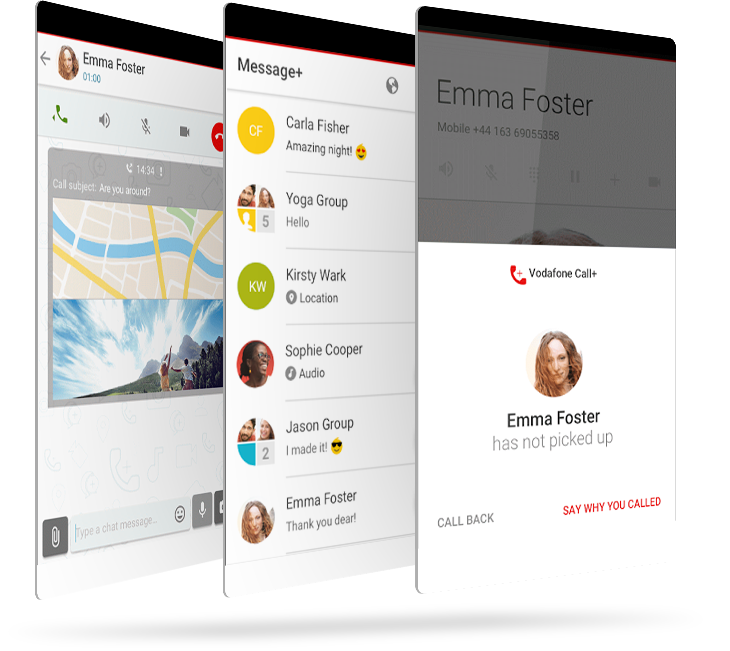 Emma Foster
01:00
14:34
Call subject: Are you around?
Type a chat message...
Message+
CF
Carla Fisher
Amazing night! 😍
Yoga Group
5
Hello
KW
Kirsty Wark
Location
Sophie Cooper
Audio
Jason Group
2
I made it! 😎
Emma Foster
Thank you dear!
Emma Foster
Mobile +44 163 69055358
Vodafone Call+
Emma Foster
has not picked up
CALL BACK
SAY WHY YOU CALLED